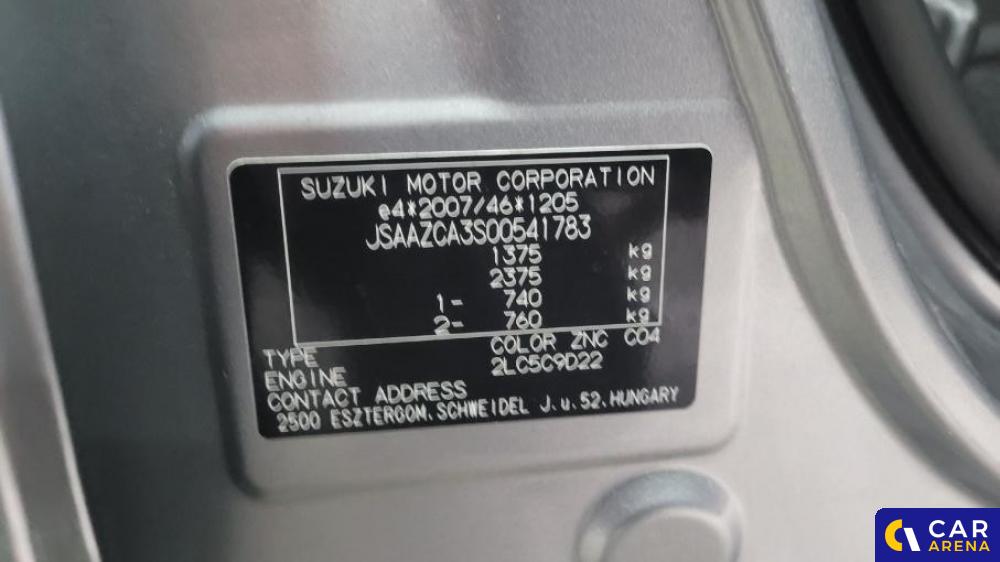 SUZUKI MOTOR CORPORATION
e4*2007/46*1205
JSAAZCA3S00541783
1375 kg
2375 kg
1- 740 kg
2- 760 kg
COLOR ZNC C04
TYPE 2LC5C9D22
ENGINE
CONTACT ADDRESS
2500 ESZTERGOM.SCHWEIDEL J.u.52.HUNGARY
CAR
ARENA